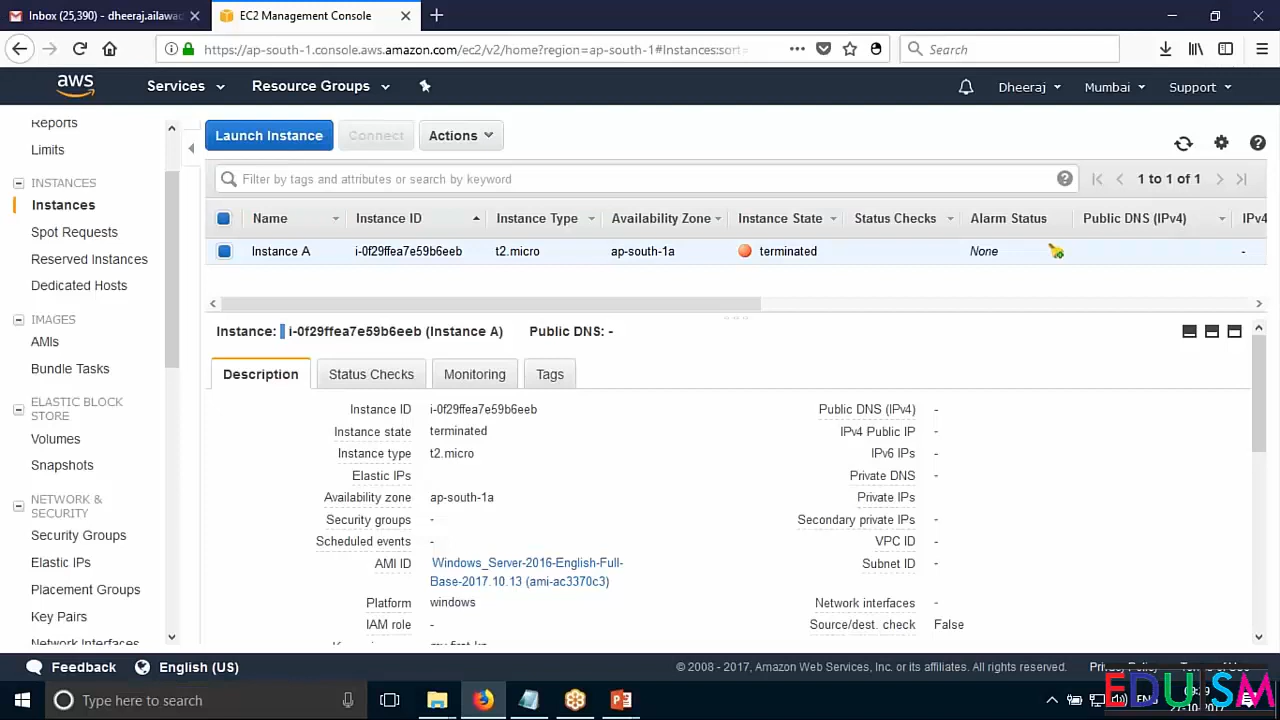 Inbox (25,390) - dheeraj.ailawad
EC2 Management Console
https://ap-south-1.console.aws.amazon.com/ec2/v2/home?region=ap-south-1#Instances:sort=
Search
aws
Services
Resource Groups
Dheeraj
Mumbai
Support
Reports
Limits
INSTANCES
Instances
Spot Requests
Reserved Instances
Dedicated Hosts
IMAGES
AMIs
Bundle Tasks
ELASTIC BLOCK
STORE
Volumes
Snapshots
NETWORK &
SECURITY
Security Groups
Elastic IPs
Placement Groups
Key Pairs
Network Interfaces
Launch Instance
Connect
Actions
Filter by tags and attributes or search by keyword
1 to 1 of 1
Name Instance ID Instance Type Availability Zone Instance State Status Checks Alarm Status Public DNS (IPv4) IPv4
Instance A i-0f29ffea7e59b6eeb t2.micro ap-south-1a terminated None -
Instance: i-0f29ffea7e59b6eeb (Instance A) Public DNS: -
Description
Status Checks
Monitoring
Tags
Instance ID i-0f29ffea7e59b6eeb
Instance state terminated
Instance type t2.micro
Elastic IPs
Availability zone ap-south-1a
Security groups -
Scheduled events -
AMI ID Windows_Server-2016-English-Full-
Base-2017.10.13 (ami-ac3370c3)
Platform windows
IAM role -
Public DNS (IPv4) -
IPv4 Public IP -
IPv6 IPs -
Private DNS -
Private IPs -
Secondary private IPs -
VPC ID -
Subnet ID -
Network interfaces -
Source/dest. check False
Feedback
English (US)
© 2008 - 2017, Amazon Web Services, Inc. or its affiliates. All rights reserved.
Type here to search
27-10-2017
EDUISM